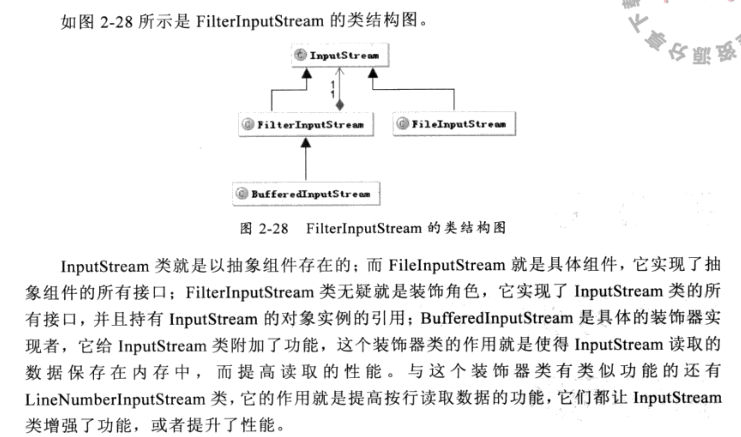 如图 2-28 所示是 FilterInputStream 的类结构图。
InputStream
1
1
FilterInputStream
FileInputStream
BufferedInputStream
图 2-28 FilterInputStream 的类结构图
InputStream 类就是以抽象组件存在的；而 FileInputStream 就是具体组件，它实现了抽
象组件的所有接口；FilterInputStream 类无疑就是装饰角色，它实现了 InputStream 类的所
有接口，并且持有 InputStream 的对象实例的引用；BufferedInputStream 是具体的装饰器实
现者，它给 InputStream 类附加了功能，这个装饰器类的作用就是使得 InputStream 读取的
数据保存在内存中，而提高读取的性能。与这个装饰器类有类似功能的还有
LineNumberInputStream 类，它的作用就是提高按行读取数据的功能，它们都让 InputStream
类增强了功能，或者提升了性能。